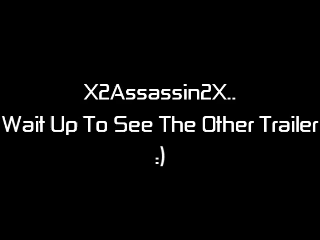 X2Assassin2X..
Wait Up To See The Other Trailer
:)